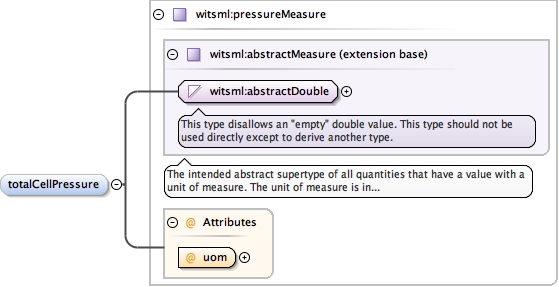 witsml:pressureMeasure
witsml:abstractMeasure (extension base)
witsml:abstractDouble
This type disallows an "empty" double value. This type should not be
used directly except to derive another type.
The intended abstract supertype of all quantities that have a value with a
unit of measure. The unit of measure is in...
totalCellPressure
@ Attributes
@ uom